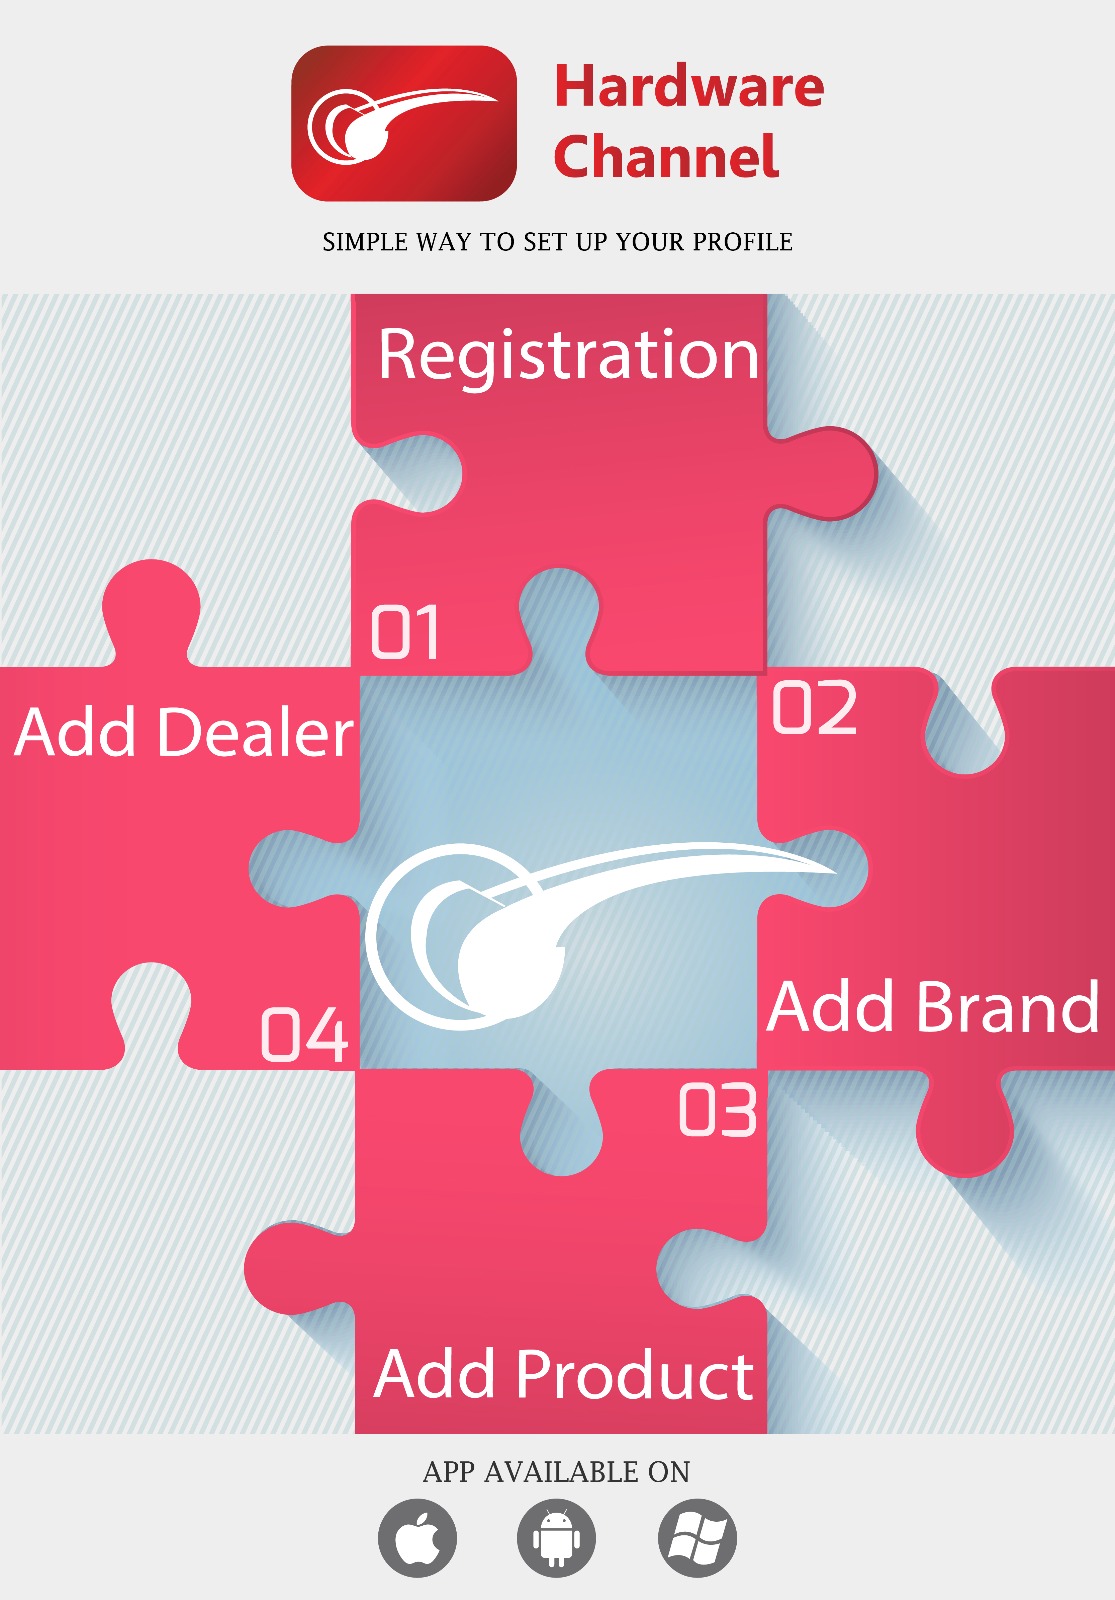 Hardware
Channel
SIMPLE WAY TO SET UP YOUR PROFILE
Registration
01
02
Add Brand
03
Add Product
Add Dealer
04
APP AVAILABLE ON